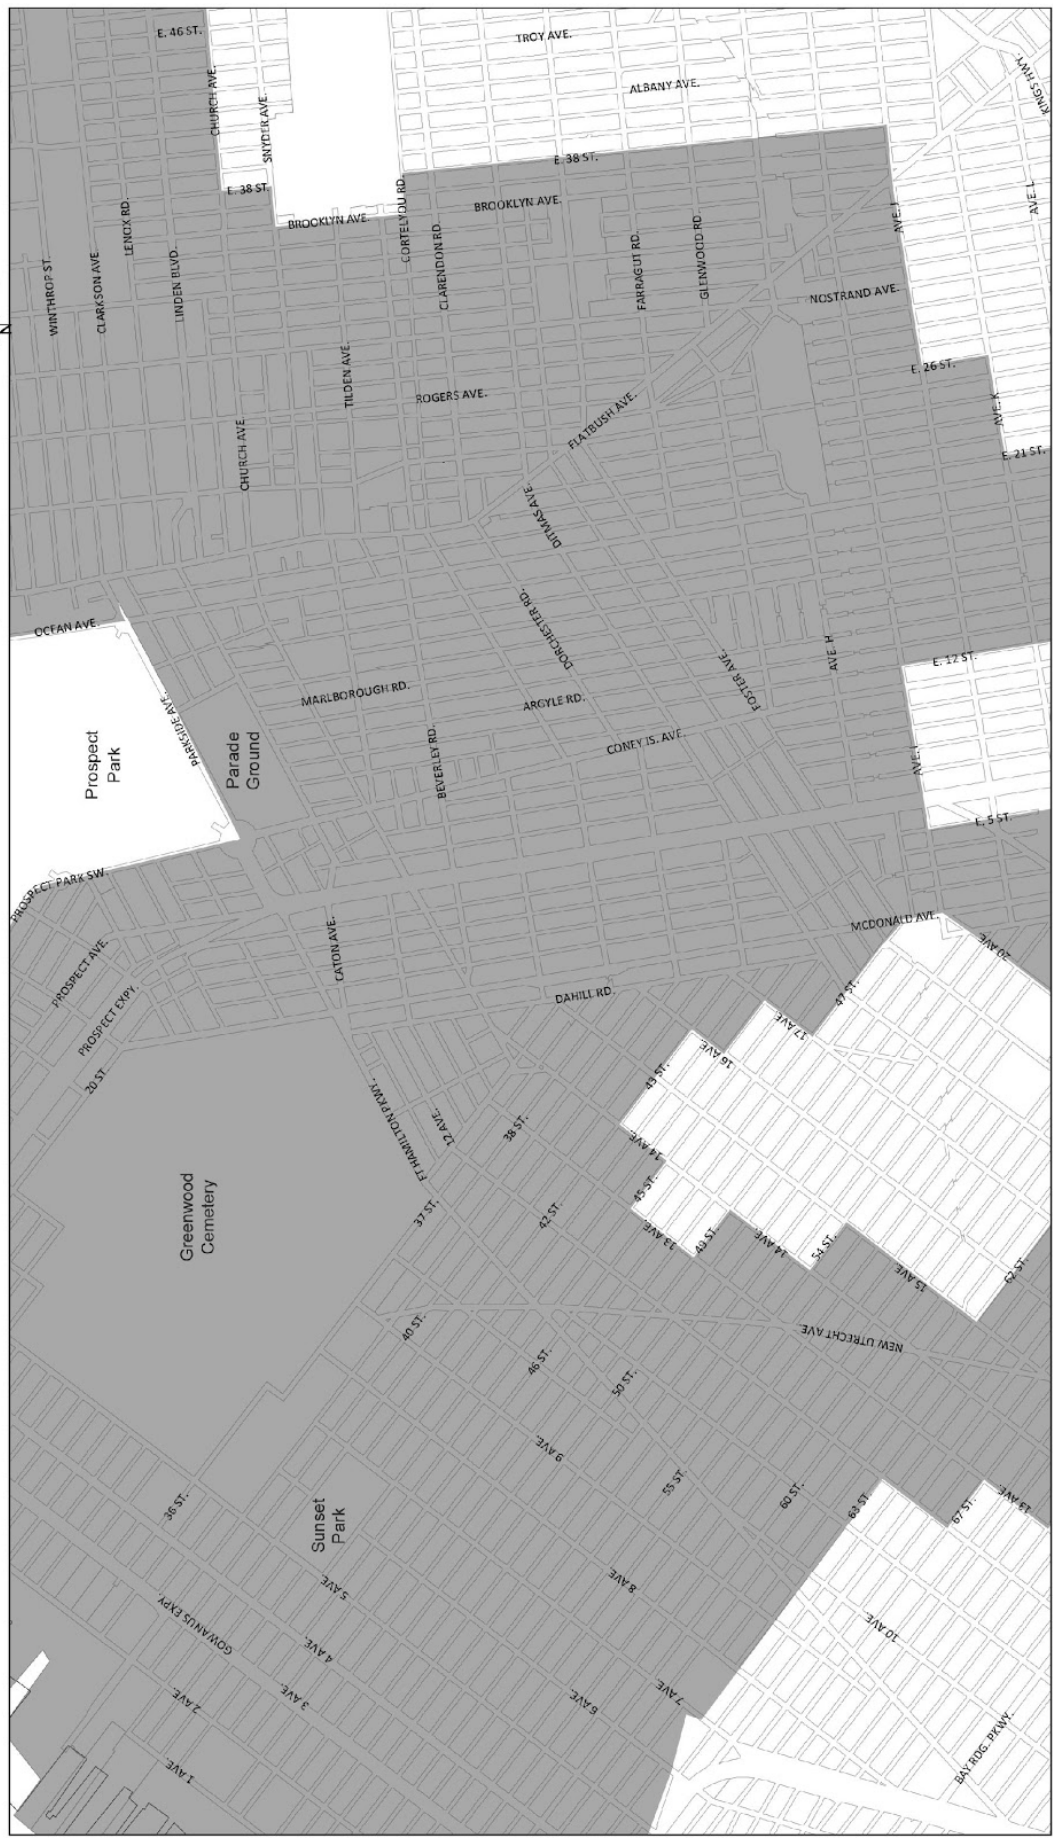 E. 46 ST.
TROY AVE.
ALBANY AVE.
KINGS HWY.
CHURCH AVE.
SNYDER AVE.
E. 38 ST.
E. 38 ST.
BROOKLYN AVE.
BROOKLYN AVE.
AVE. L
LENOX RD.
CORTELYOU RD.
CLARENDON RD.
FARRAGUT RD.
GLENWOOD RD.
WINTHROP ST.
CLARKSON AVE.
LINDEN BLVD.
NOSTRAND AVE.
N
TILDEN AVE.
ROGERS AVE.
E. 26 ST.
AVE. K
FLATBUSH AVE.
CHURCH AVE.
E. 21 ST.
DITMAS AVE.
OCEAN AVE.
DORCHESTER RD.
AVE. H
E. 12 ST.
FOSTER AVE.
MARLBOROUGH RD.
ARGYLE RD.
PARKSIDE AVE.
CONEY IS. AVE.
BEVERLEY RD.
Prospect
Park
Parade
Ground
E. 5 ST.
PROSPECT PARK SW.
MCDONALD AVE.
20 AVE.
CATON AVE.
PROSPECT AVE.
PROSPECT EXPY.
DAHILL RD.
47 ST.
17 AVE.
16 AVE.
20 ST.
43 ST.
FT HAMILTON PKWY.
12 AVE.
38 ST.
14 AVE.
45 ST.
Greenwood
Cemetery
37 ST.
42 ST.
13 AVE.
49 ST.
14 AVE.
54 ST.
15 AVE.
62 ST.
40 ST.
NEW UTRECHT AVE.
46 ST.
50 ST.
9 AVE.
36 ST.
55 ST.
60 ST.
63 ST.
67 ST.
13 AVE.
Sunset
Park
5 AVE.
8 AVE.
GOWANUS EXPY
4 AVE.
10 AVE.
3 AVE.
2 AVE.
6 AVE.
7 AVE.
1 AVE.
BAY RDG. PKWY.